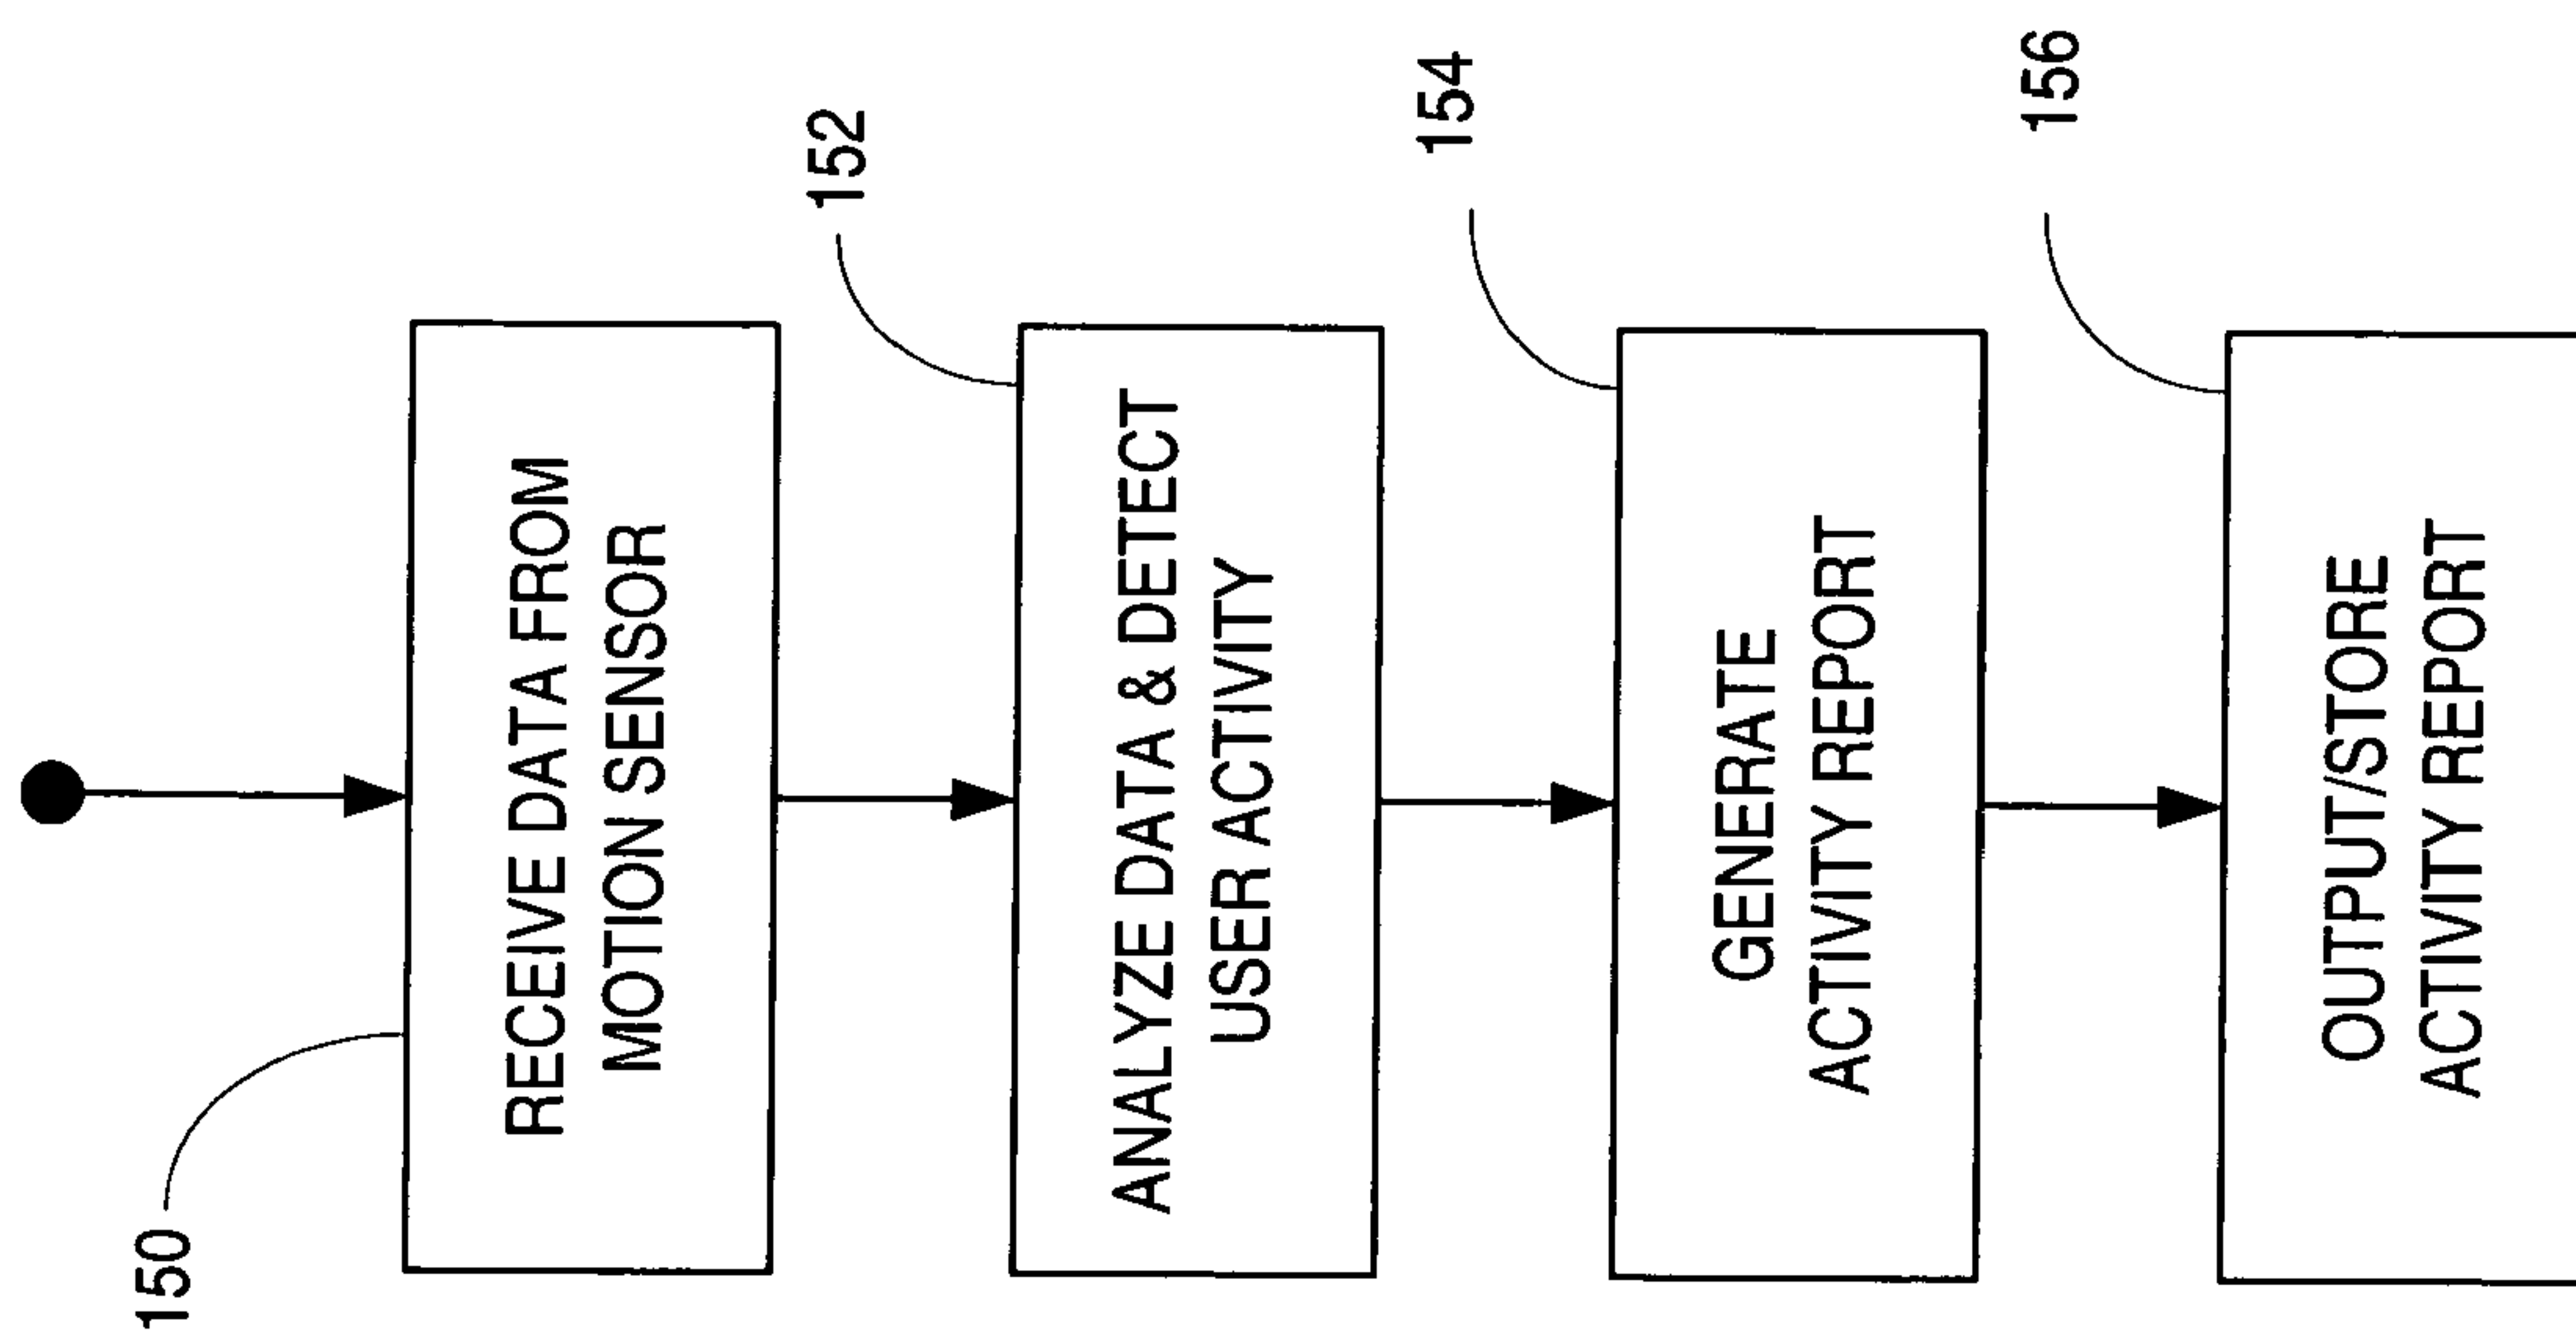 150
RECEIVE DATA FROM
MOTION SENSOR
152
ANALYZE DATA & DETECT
USER ACTIVITY
154
GENERATE
ACTIVITY REPORT
156
OUTPUT/STORE
ACTIVITY REPORT